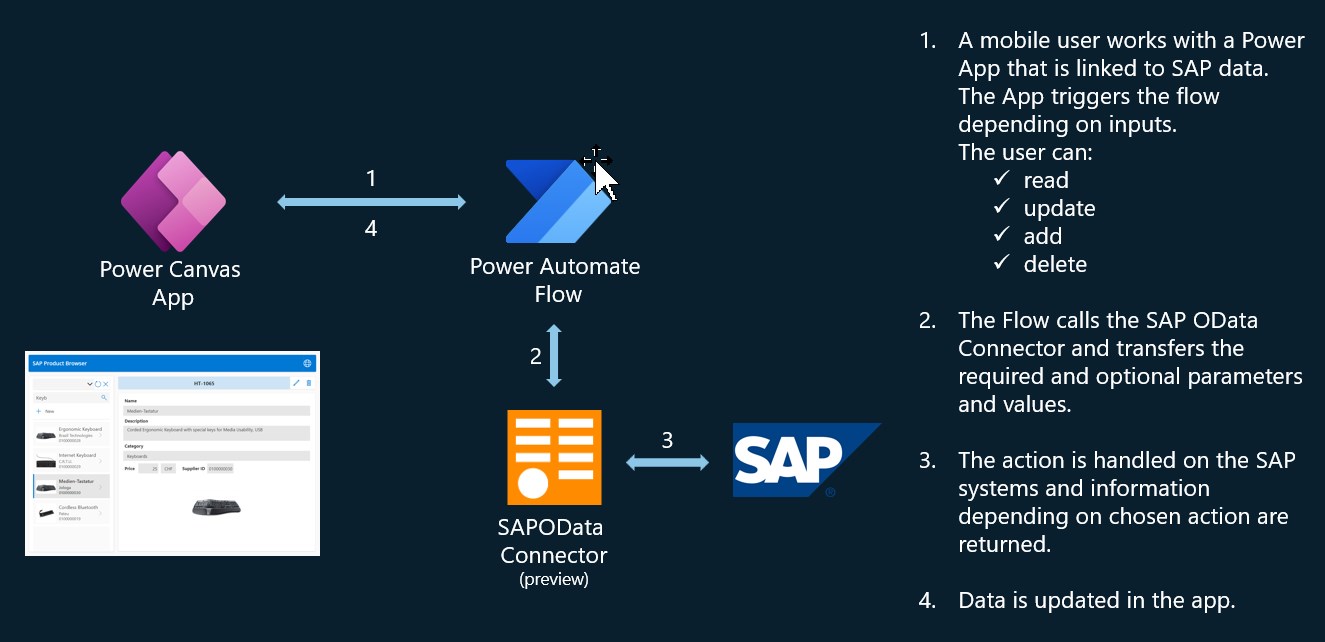 1. A mobile user works with a Power
App that is linked to SAP data.
The App triggers the flow
depending on inputs.
The user can:
✓ read
✓ update
✓ add
✓ delete
2. The Flow calls the SAP OData
Connector and transfers the
required and optional parameters
and values.
3. The action is handled on the SAP
systems and information
depending on chosen action are
returned.
4. Data is updated in the app.
1
4
Power Canvas
App
Power Automate
Flow
2
3
SAP
®
SAPOData
Connector
(preview)
SAP Product Browser
HT-1065
Keyb
New
Ergonomic Keyboard
Internet Keyboard
Medien-Tastatur
Cordless Bluetooth
Name
Medien-Tastatur
Description
Corded Ergonomic Keyboard with special keys for Media Usability, USB
Category
Keyboards
Price
CHF
Supplier ID